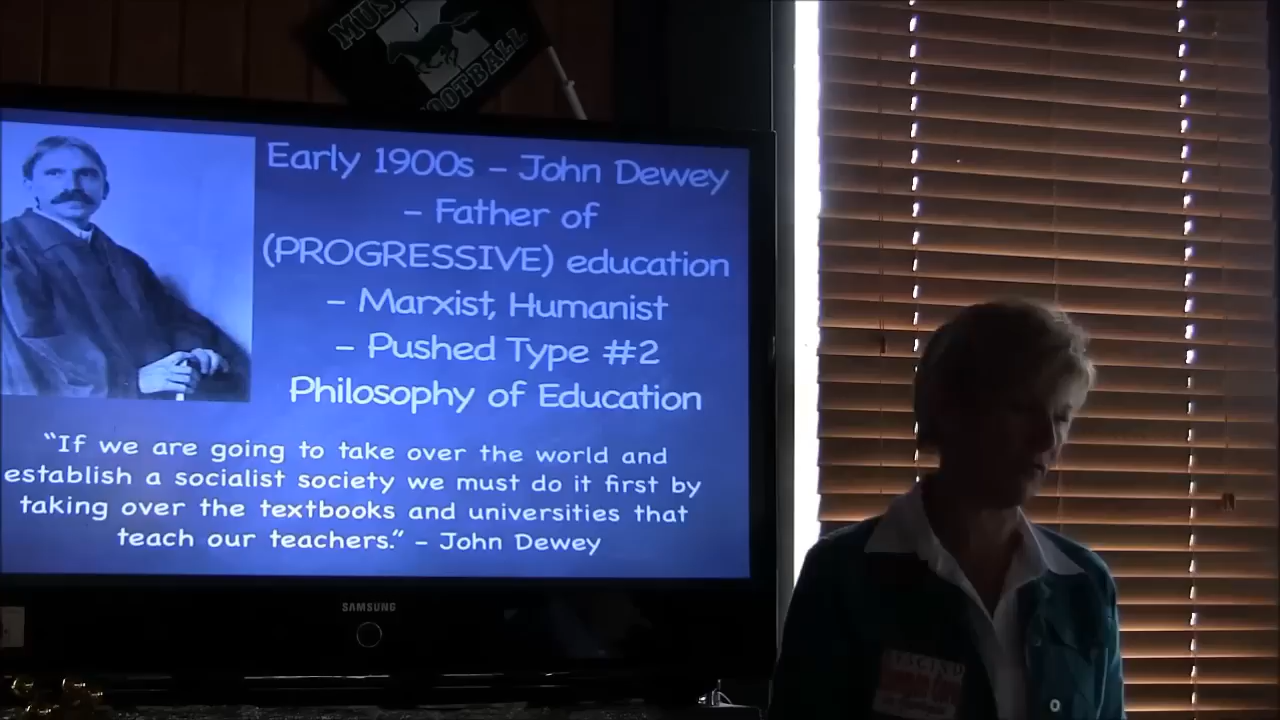 MUS
FOOTBALL
Early 1900s – John Dewey
– Father of
(PROGRESSIVE) education
– Marxist, Humanist
– Pushed Type #2
Philosophy of Education
“If we are going to take over the world and
establish a socialist society we must do it first by
taking over the textbooks and universities that
teach our teachers.” – John Dewey
SAMSUNG